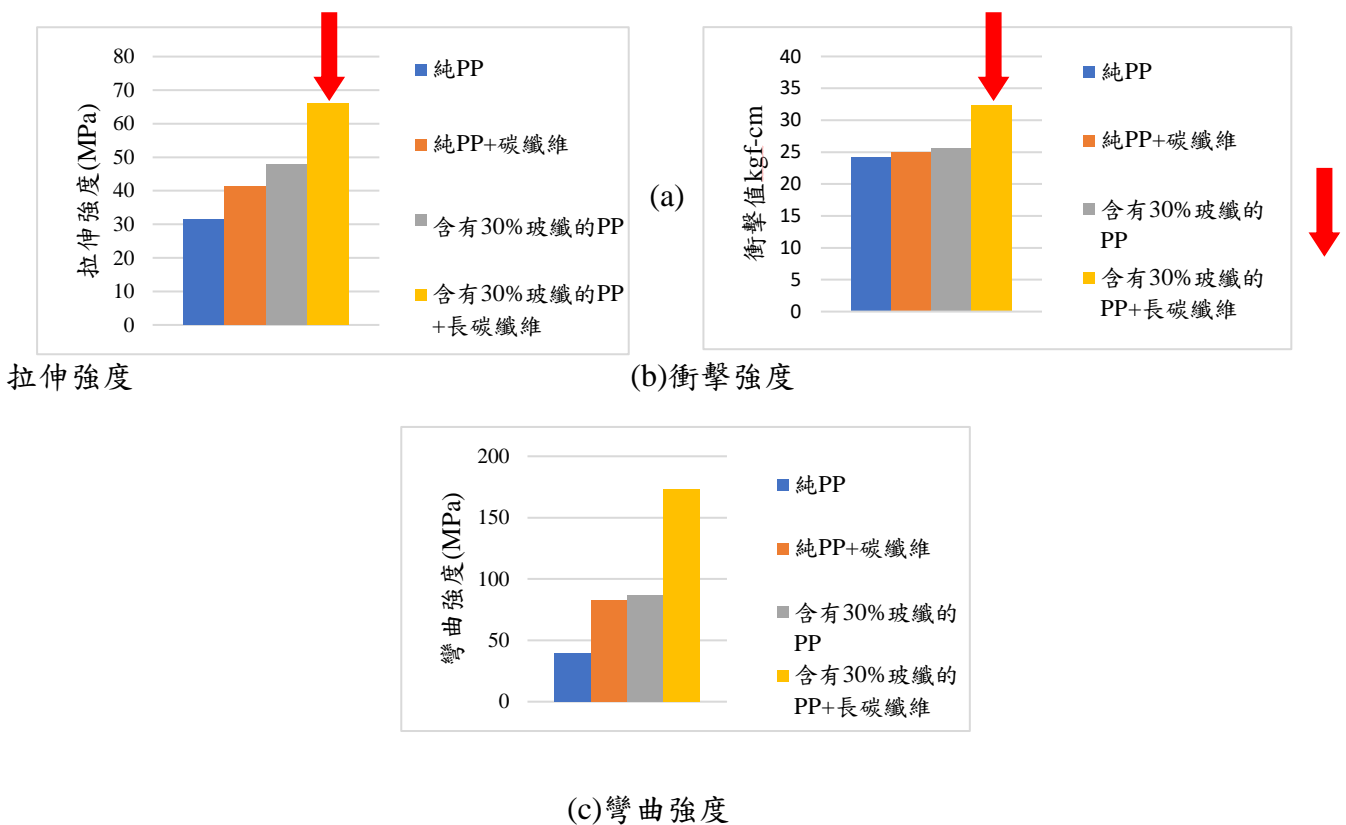 80
70
60
50
40
30
20
10
0
拉伸強度(MPa)
純PP
純PP+碳纖維
含有30%玻纖的PP
含有30%玻纖的PP
+長碳纖維
(a)
40
35
30
25
20
15
10
5
0
衝擊值kgf-cm
純PP
純PP+碳纖維
含有30%玻纖的
PP
含有30%玻纖的
PP+長碳纖維
拉伸強度
(b)衝擊強度
200
150
100
50
0
彎曲強度(MPa)
純PP
純PP+碳纖維
含有30%玻纖的
PP
含有30%玻纖的
PP+長碳纖維
(c)彎曲強度